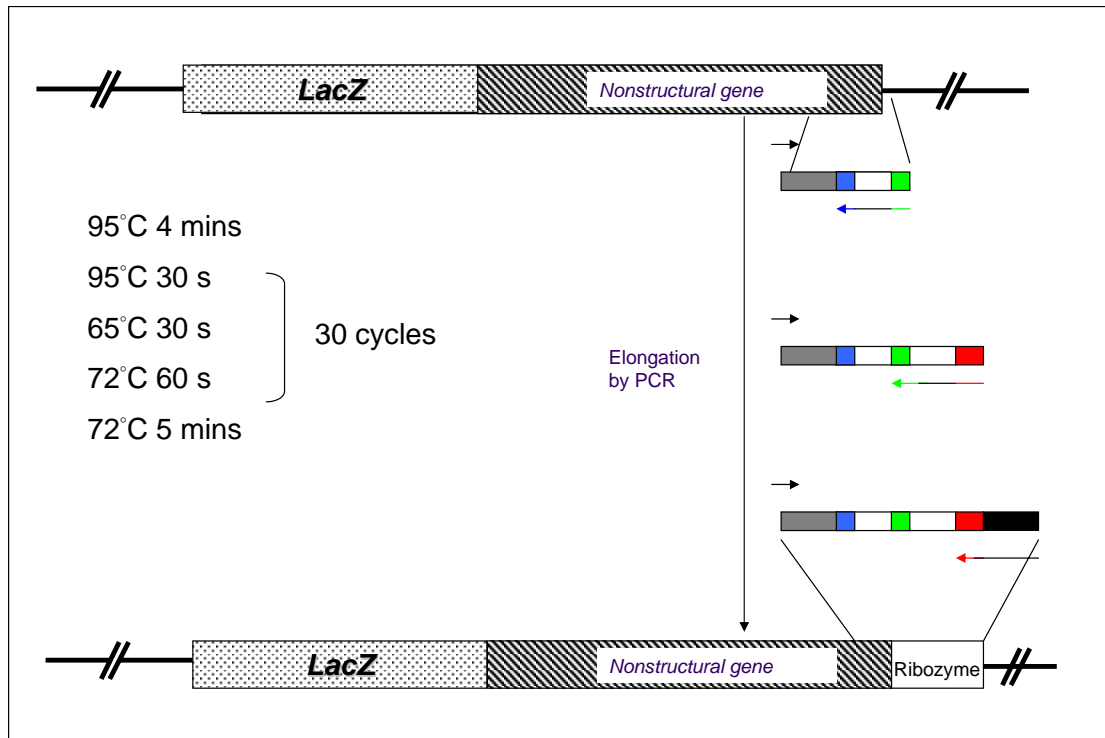 LacZ
Nonstructural gene
95°C 4 mins
95°C 30 s
65°C 30 s
30 cycles
72°C 60 s
72°C 5 mins
Elongation
by PCR
LacZ
Nonstructural gene
Ribozyme